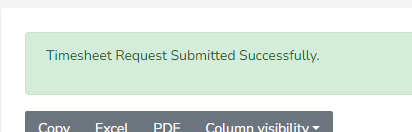 Timesheet Request Submitted Successfully.
Copy Excel PDF Column visibility